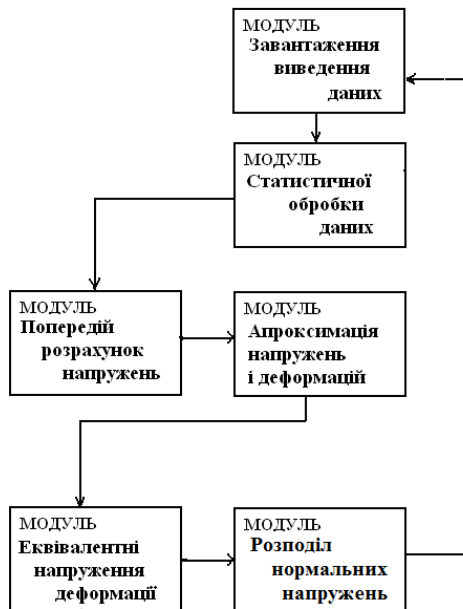 МОДУЛЬ
Завантаження
виведення
даних
МОДУЛЬ
Статистичної
обробки
даних
МОДУЛЬ
Попередій
розрахунок
напружень
МОДУЛЬ
Апроксимація
напружень
і деформацій
МОДУЛЬ
Еквівалентні
напруження
деформації
МОДУЛЬ
Розподіл
нормальних
напружень